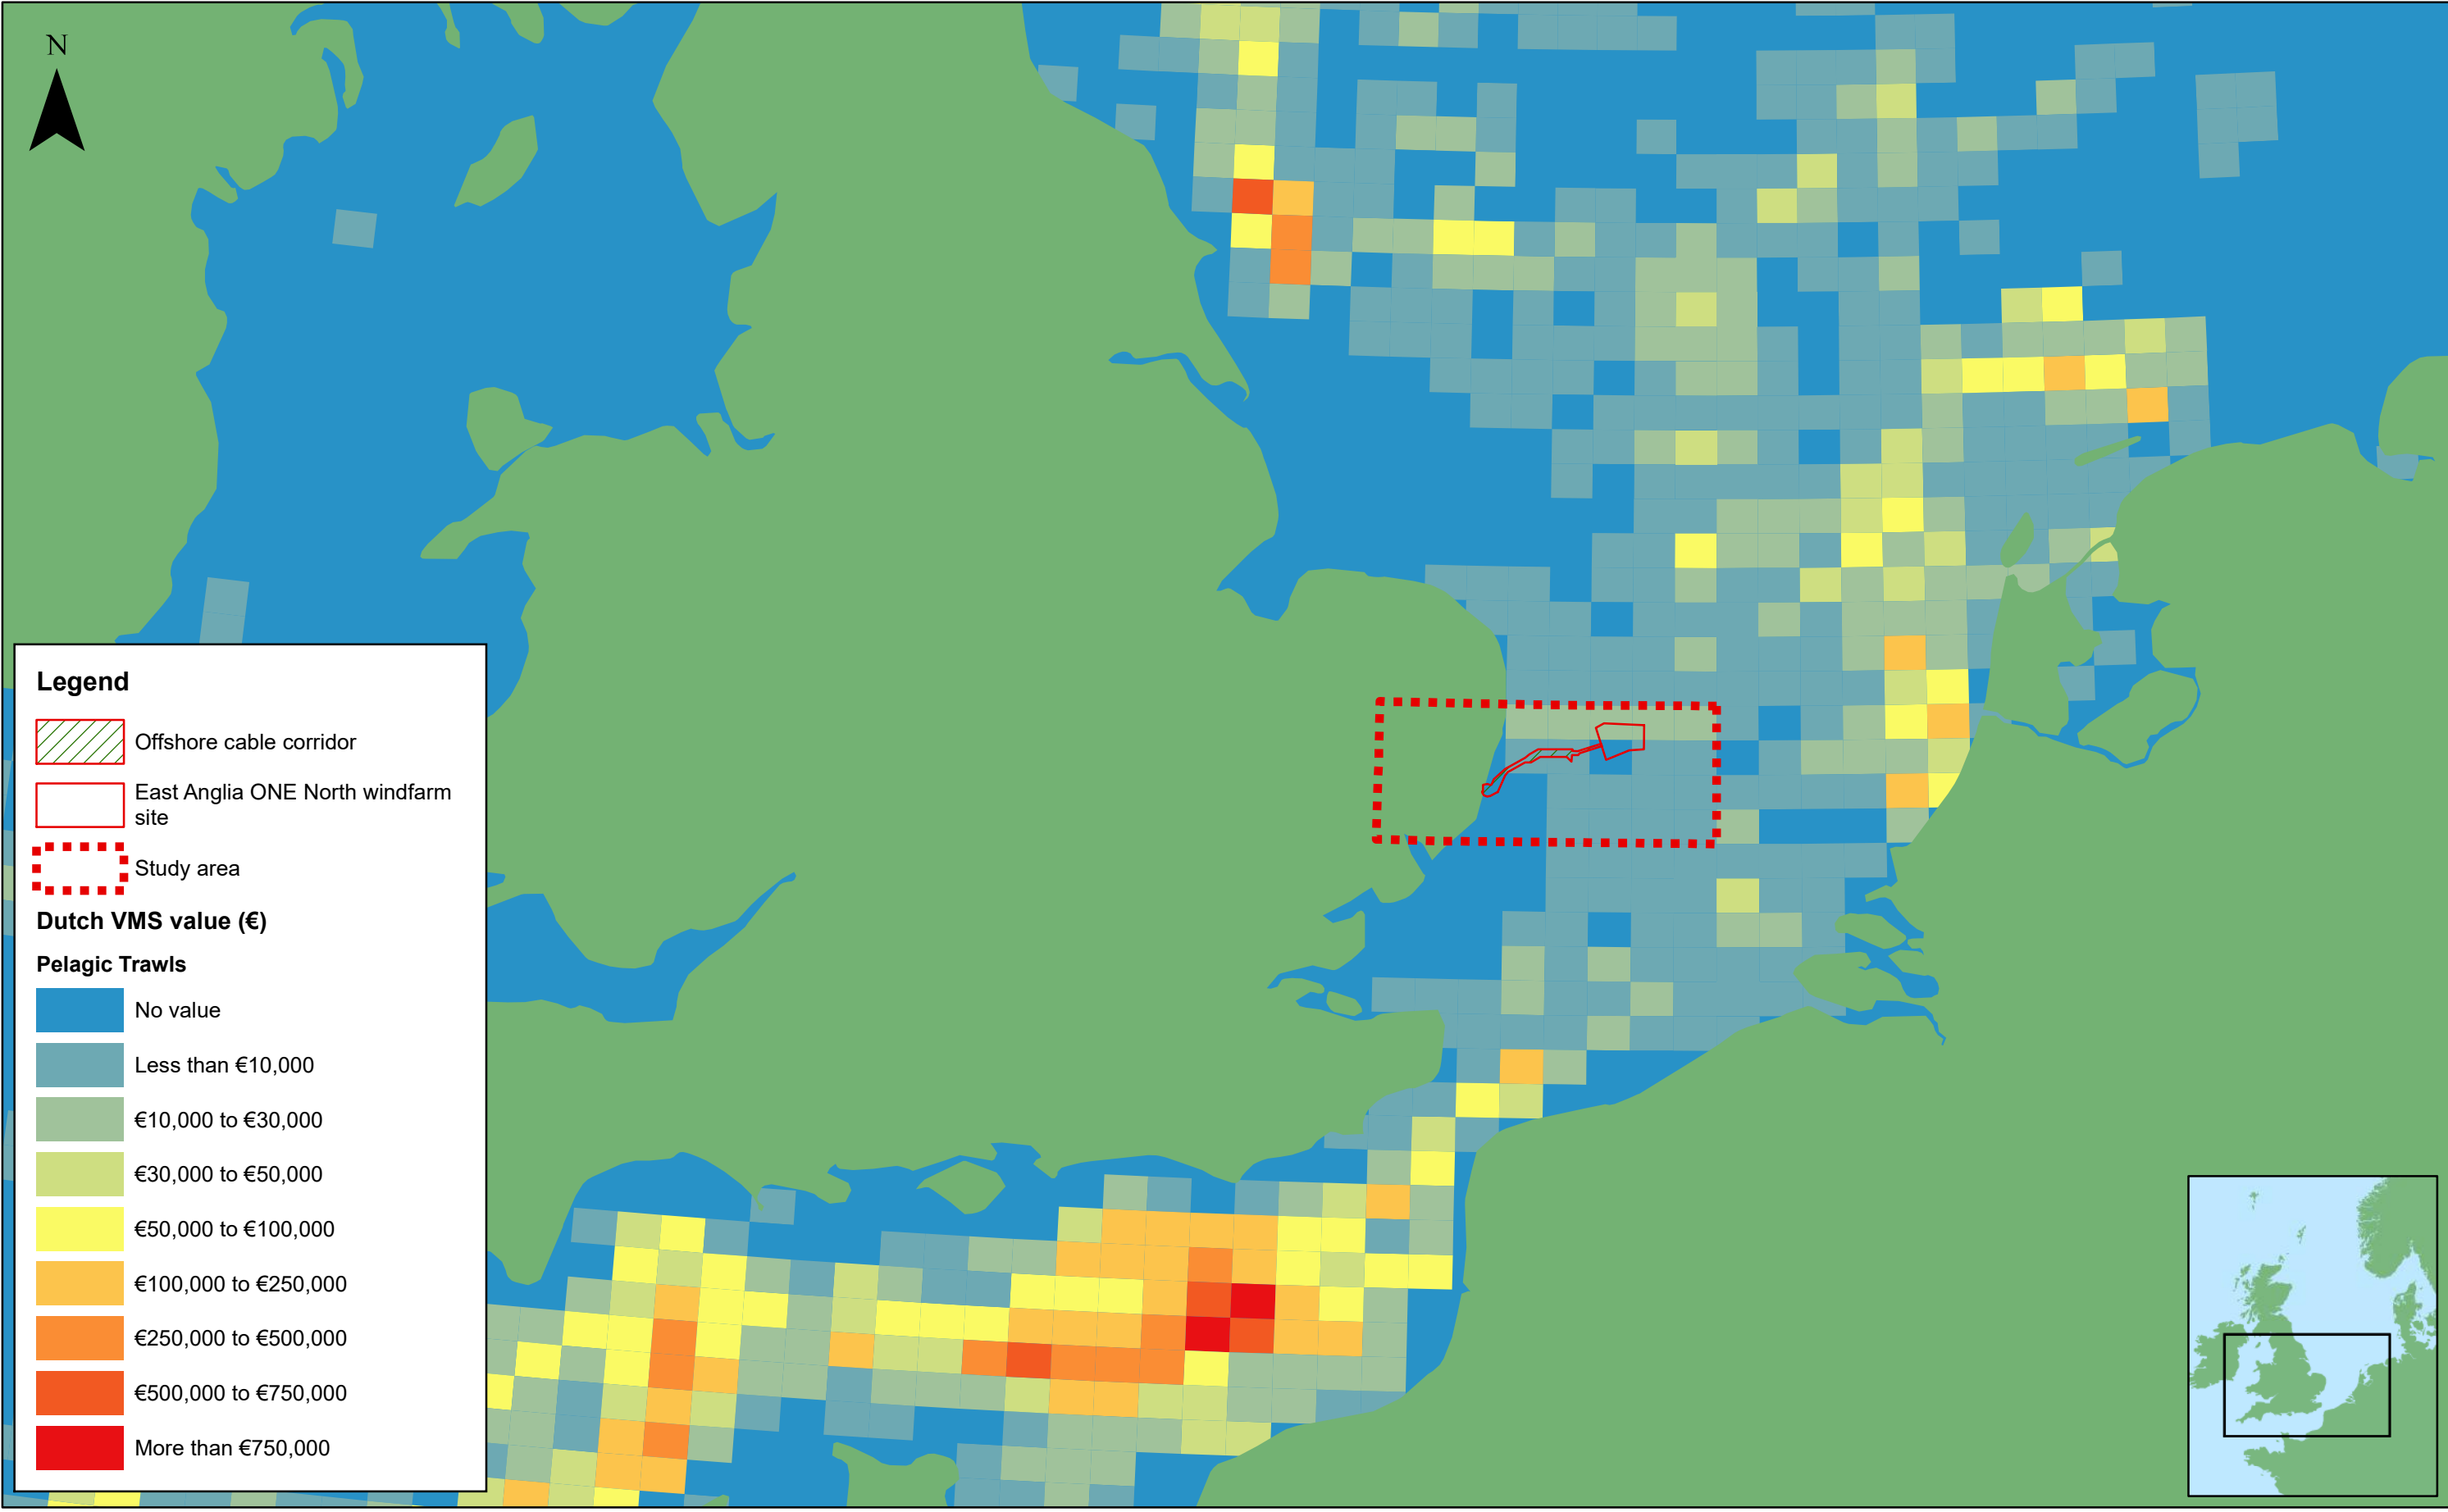 N
Legend
Offshore cable corridor
East Anglia ONE North windfarm
site
Study area
Dutch VMS value (€)
Pelagic Trawls
No value
Less than €10,000
€10,000 to €30,000
€30,000 to €50,000
€50,000 to €100,000
€100,000 to €250,000
€250,000 to €500,000
€500,000 to €750,000
More than €750,000